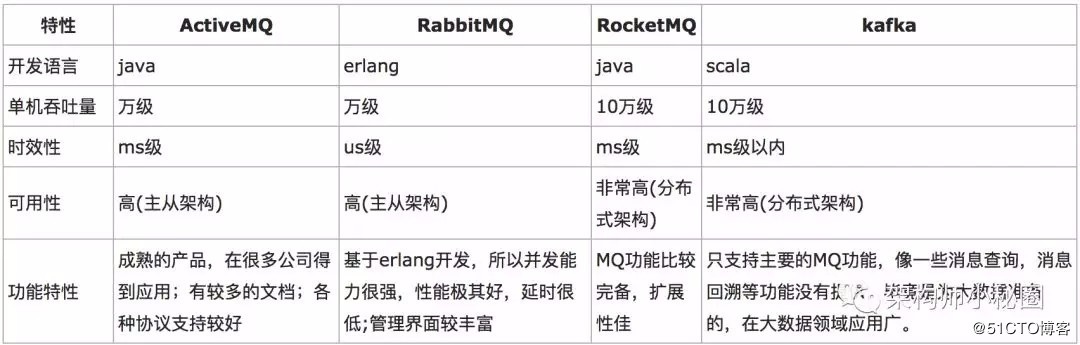 特性
ActiveMQ
RabbitMQ
RocketMQ
kafka
开发语言
java
erlang
java
scala
单机吞吐量
万级
万级
10万级
10万级
时效性
ms级
us级
ms级
ms级以内
可用性
高(主从架构)
高(主从架构)
非常高(分布
式架构)
非常高(分布式架构)
功能特性
成熟的产品，在很多公司得
到应用；有较多的文档；各
种协议支持较好
基于erlang开发，所以并发能
力很强，性能极其好，延时很
低;管理界面较丰富
MQ功能比较
完备，扩展
性佳
只支持主要的MQ功能，像一些消息查询，消息
回溯等功能没有提供，毕竟是为大数据准备
的，在大数据领域应用广。
架构师小秘圈
@51CTO博客